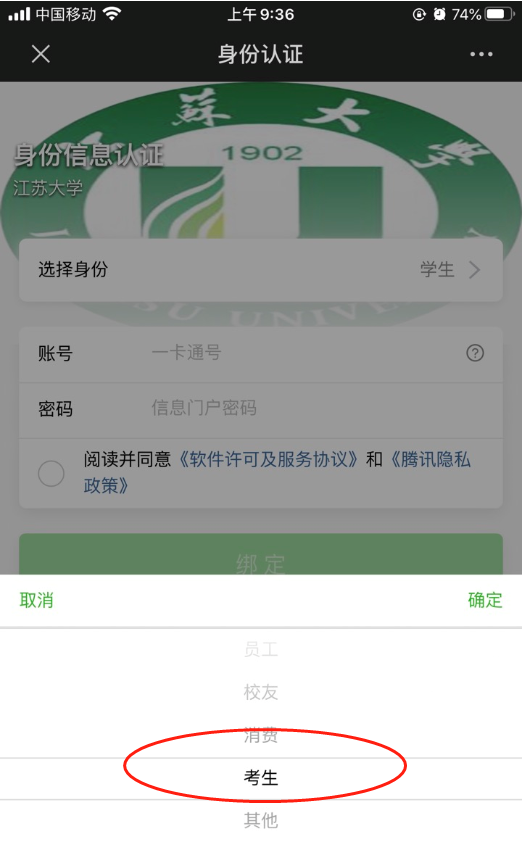 中国移动
上午9:36
74%
身份认证
蘇大
1902
身份信息认证
江苏大学
选择身份
学生
SU UNIVE
账号
一卡通号
密码
信息门户密码
阅读并同意《软件许可及服务协议》和《腾讯隐私
政策》
绑定
取消
确定
员工
校友
消费
考生
其他